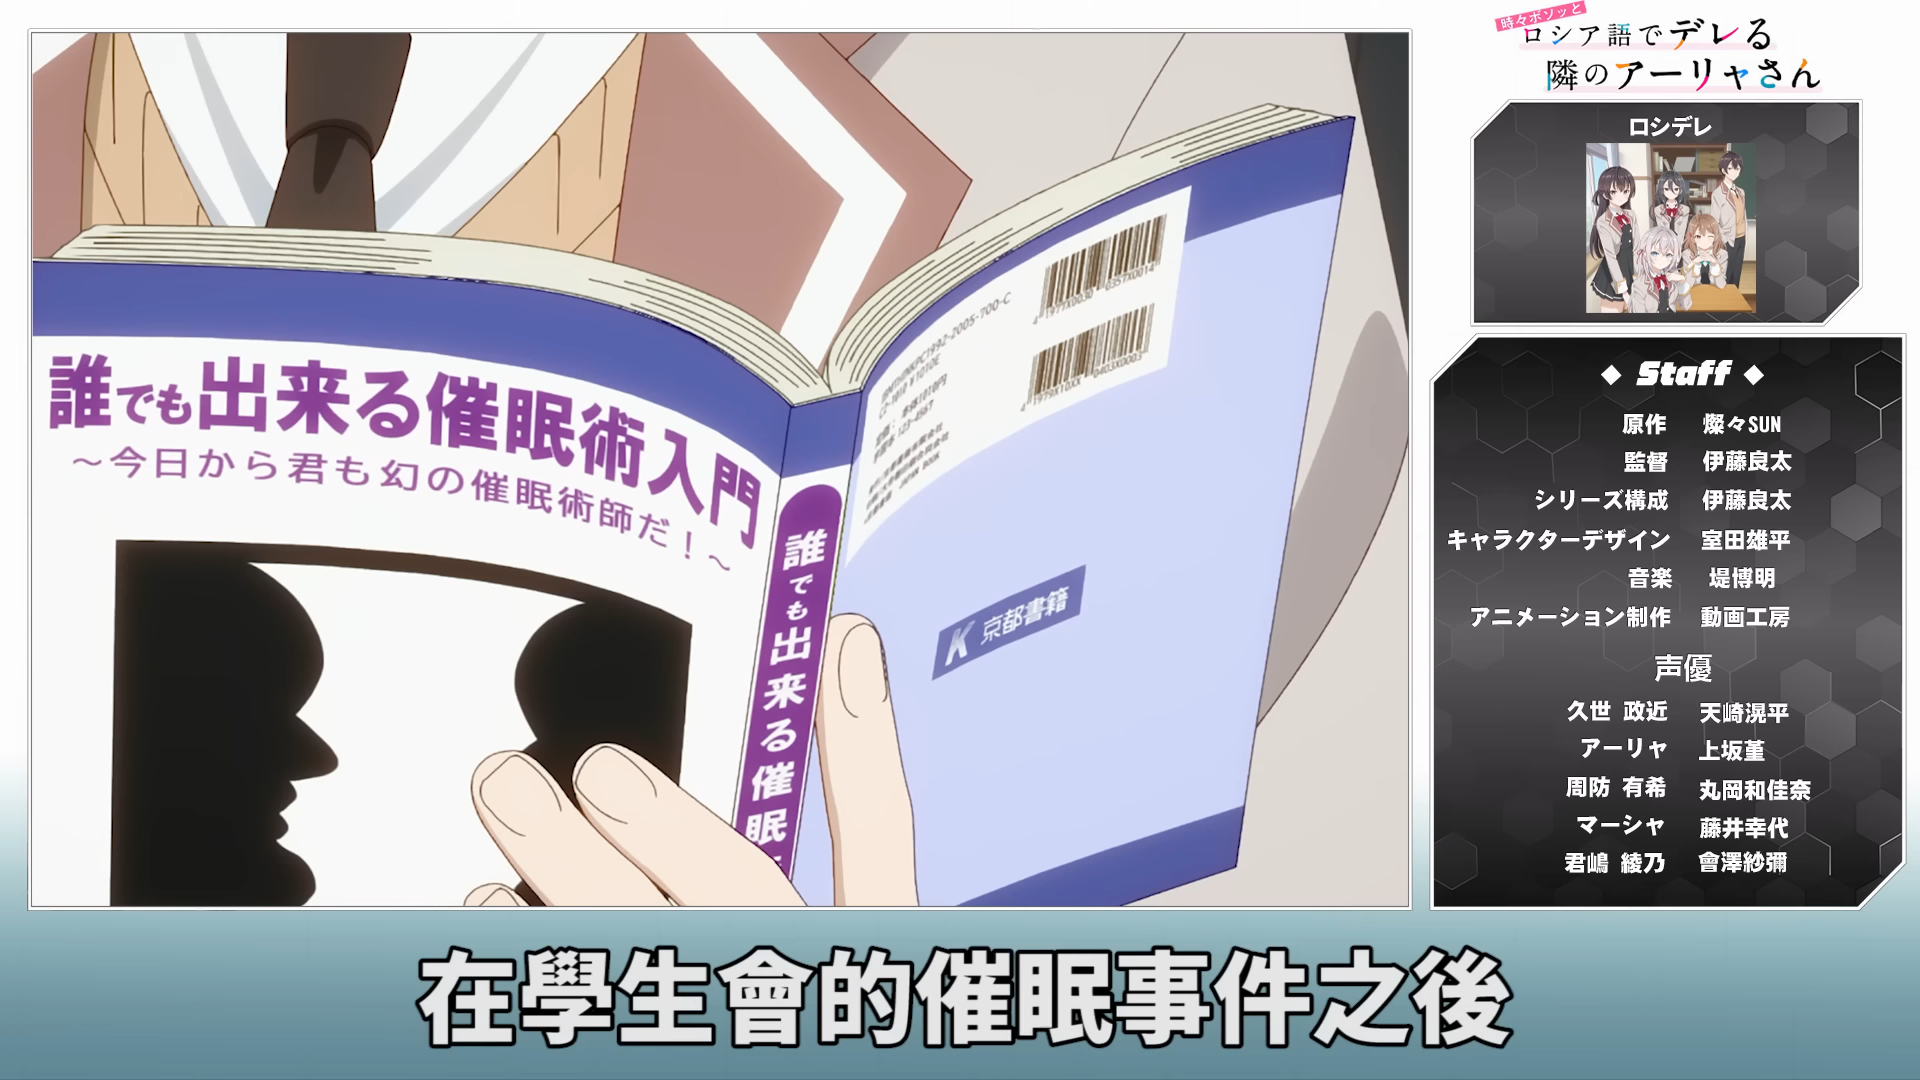 時々ボソッと
ロシア語でデレる
隣のアーリャさん
ロシデレ
誰でも出来る催眠術入門
～今日から君も幻の催眠術師だ！～
誰でも出来る催眠
4 1977X0030 0357X0014
4 1979X10XX 0403X0003
京都書籍
◆ Staff ◆
原作 燦々SUN
監督 伊藤良太
シリーズ構成 伊藤良太
キャラクターデザイン 室田雄平
音楽 堤博明
アニメーション制作 動画工房
声優
久世 政近 天﨑滉平
アーリャ 上坂菫
周防 有希 丸岡和佳奈
マーシャ 藤井幸代
君嶋 綾乃 會澤紗彌
在學生會的催眠事件之後